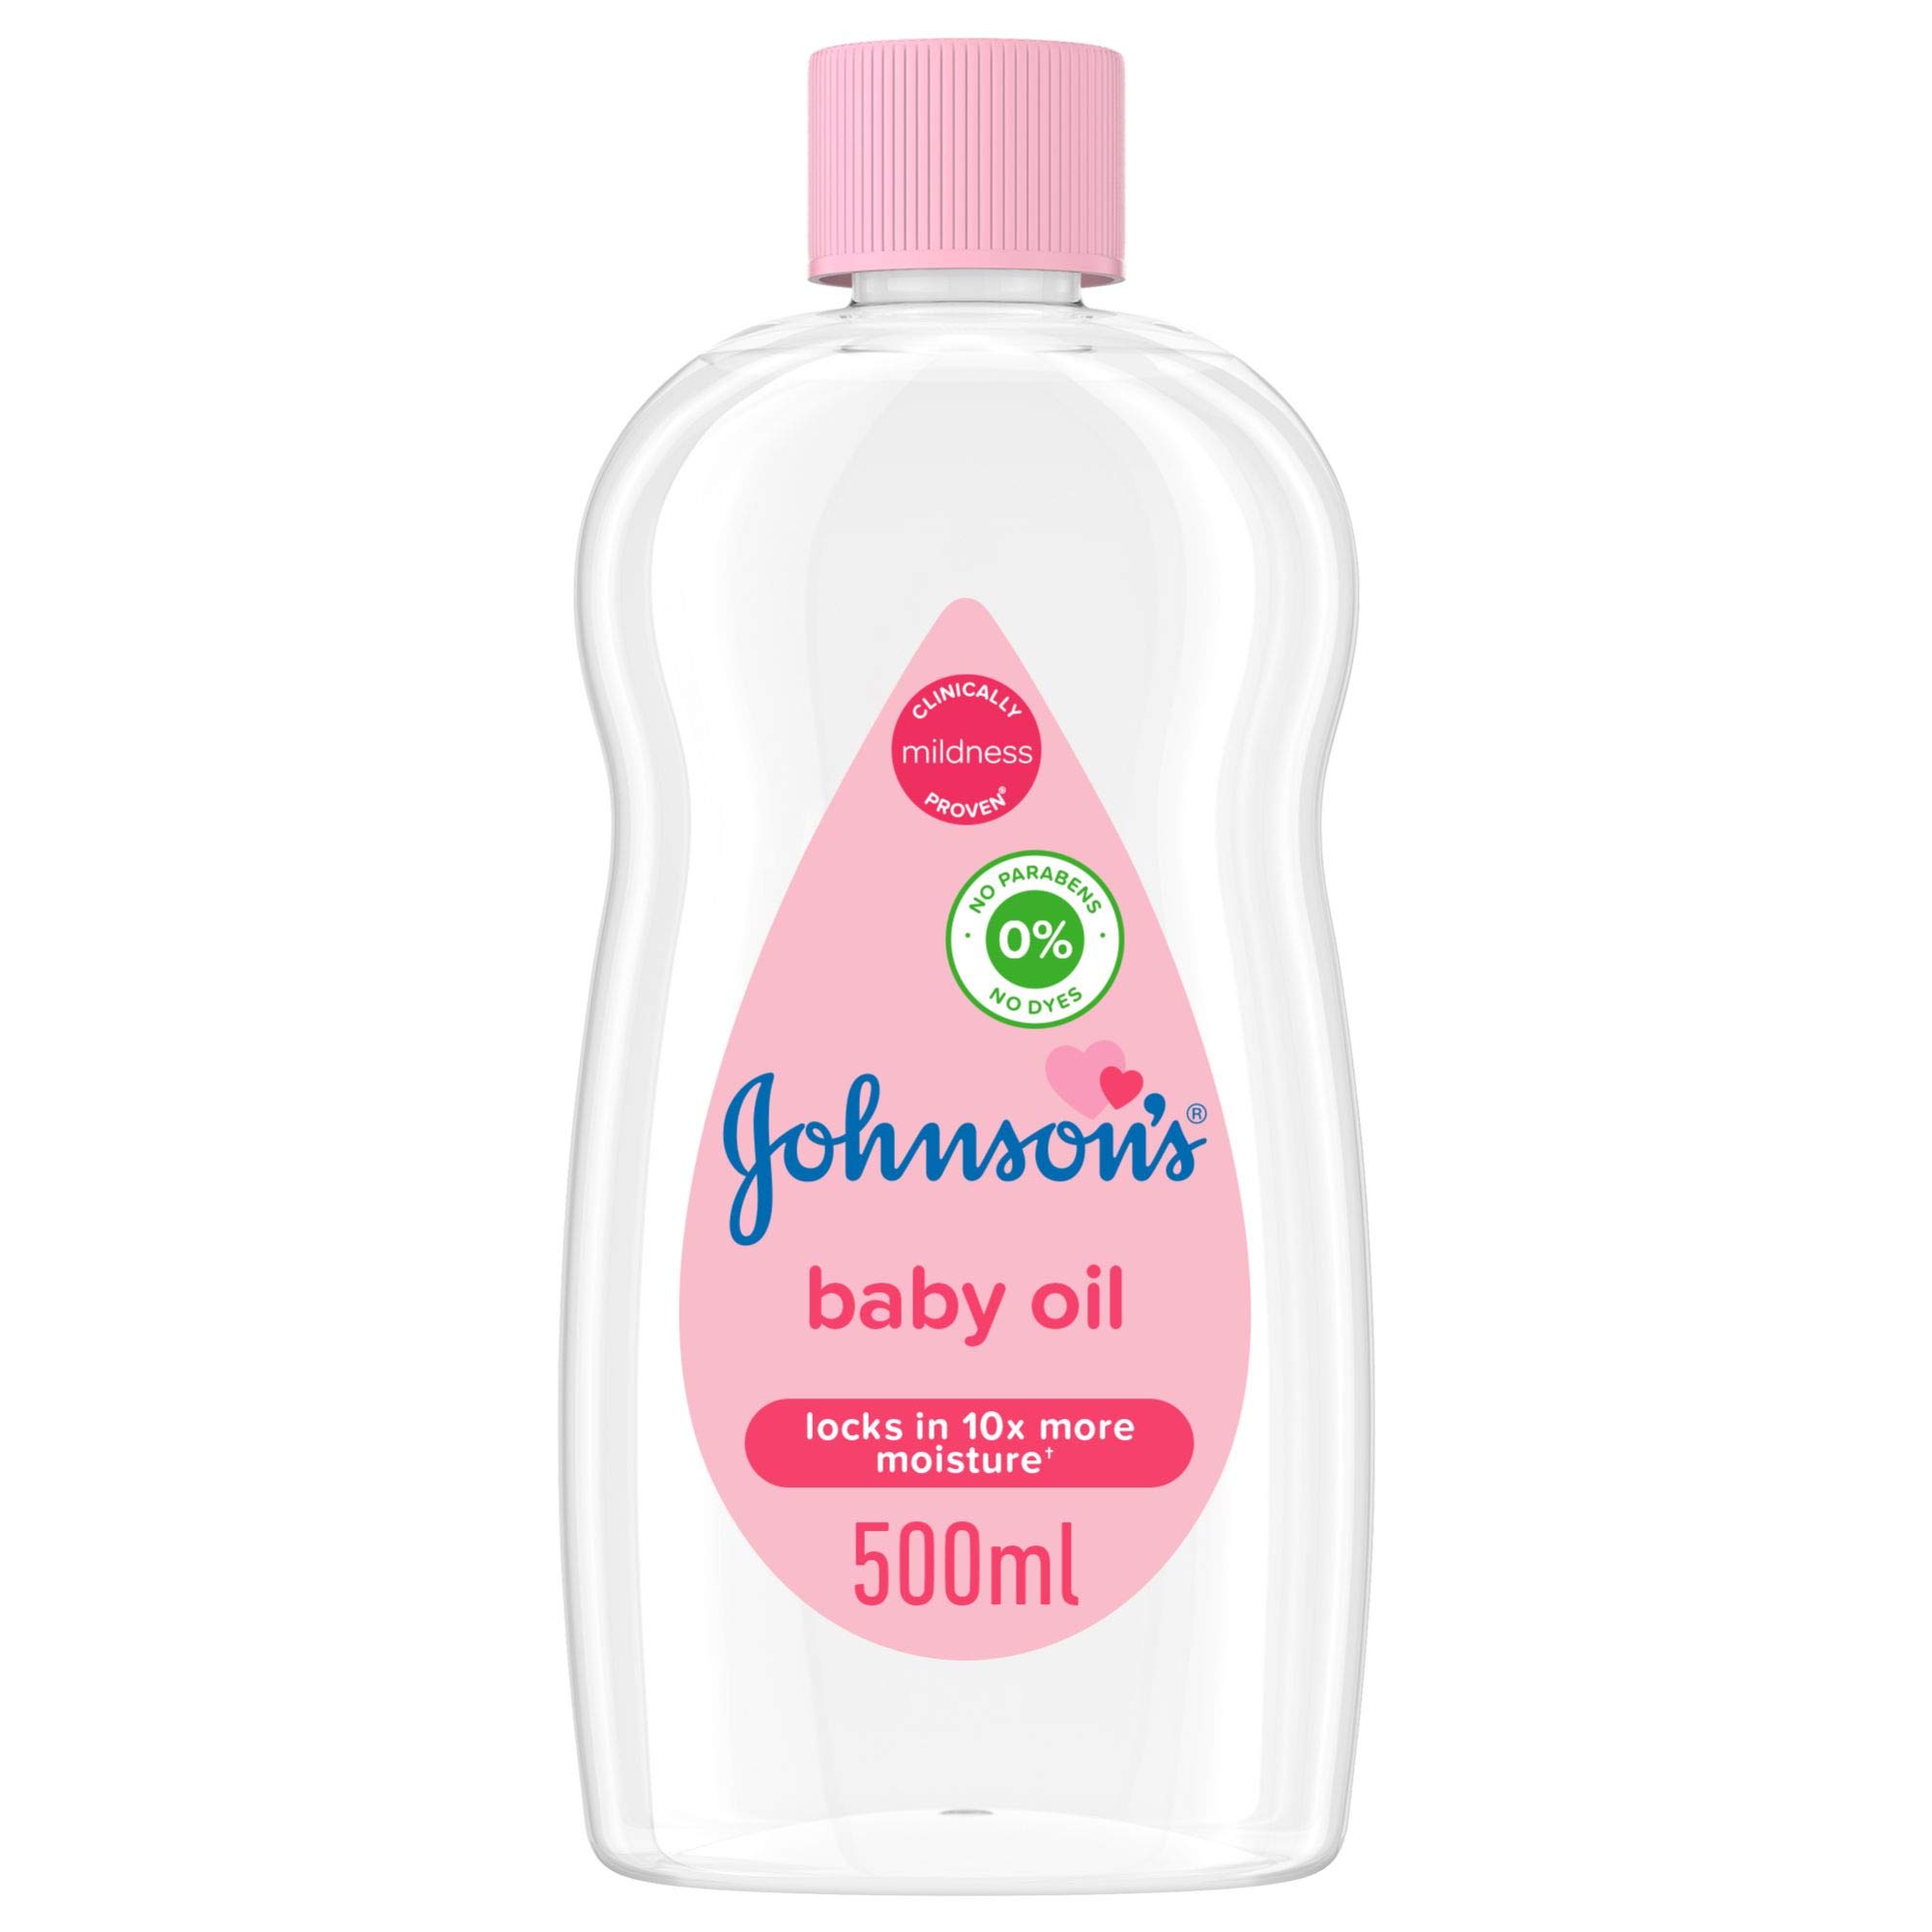 CLINICALLY
mildness
PROVEN®
NO PARABENS
0%
NO DYES
Johnson's®
baby oil
locks in 10x more
moisture†
500ml